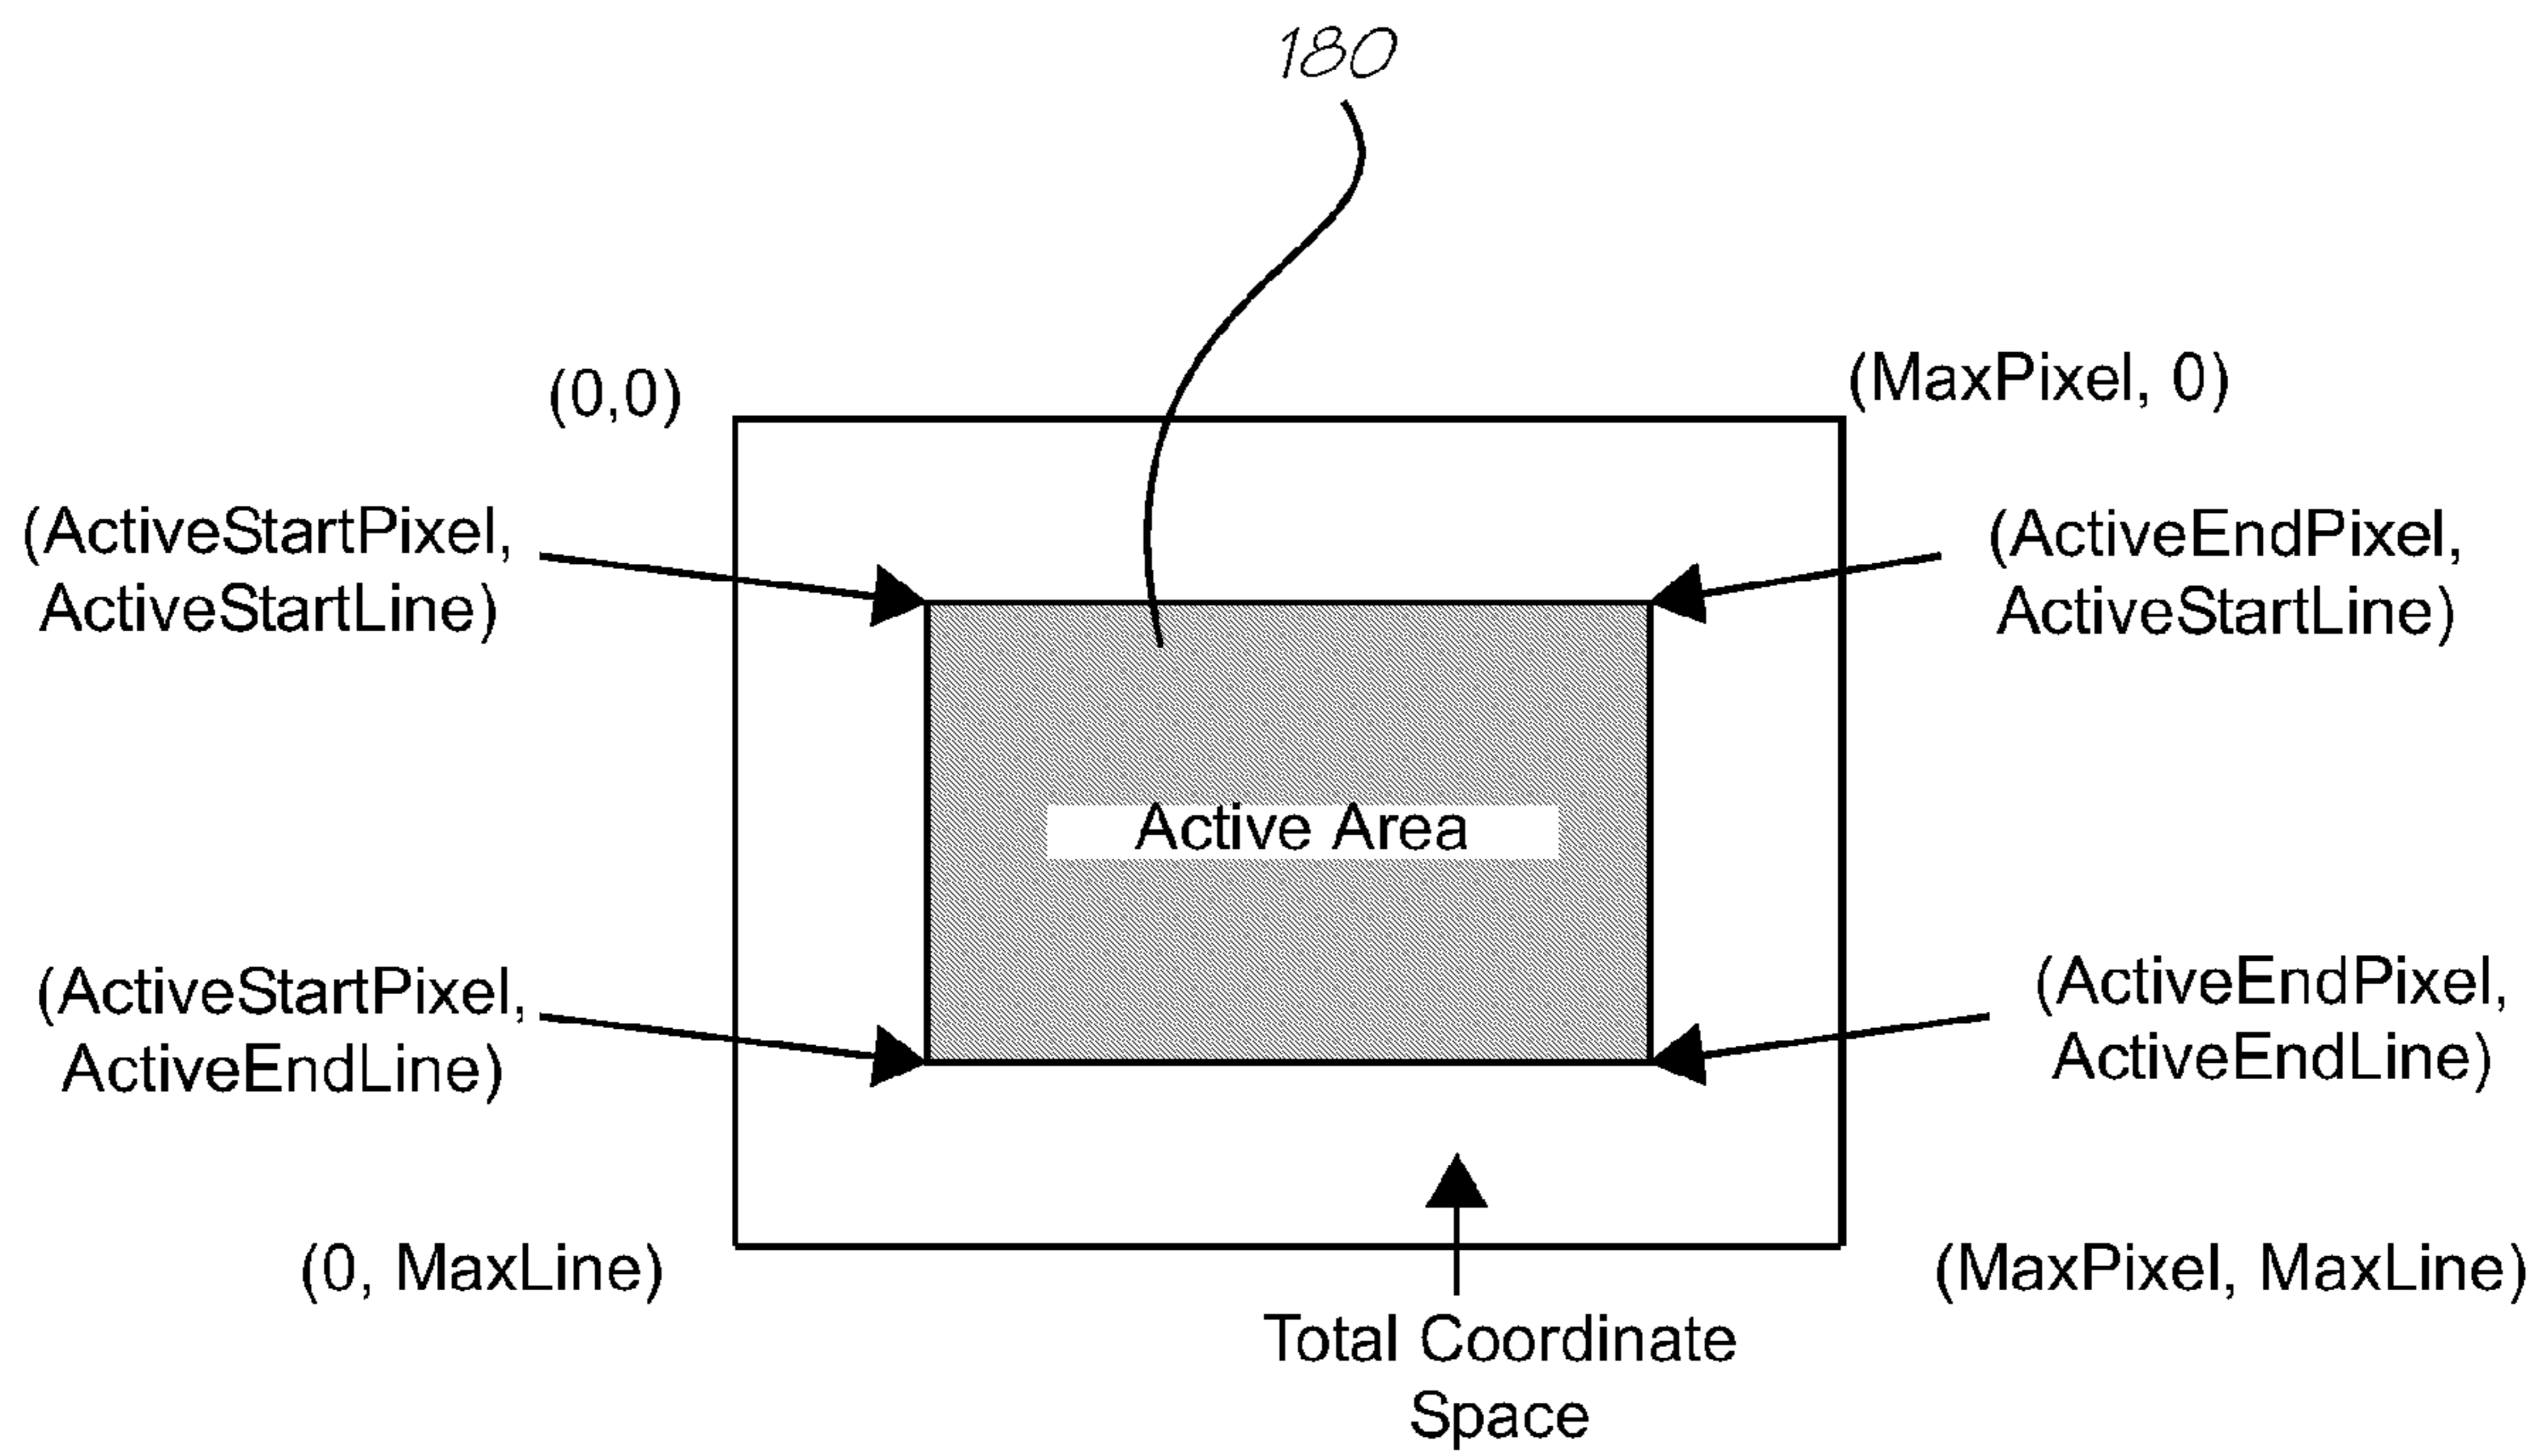 180
(0,0)
(MaxPixel, 0)
(ActiveStartPixel,
ActiveStartLine)
(ActiveEndPixel,
ActiveStartLine)
Active Area
(ActiveStartPixel,
ActiveEndLine)
(ActiveEndPixel,
ActiveEndLine)
(0, MaxLine)
(MaxPixel, MaxLine)
Total Coordinate
Space